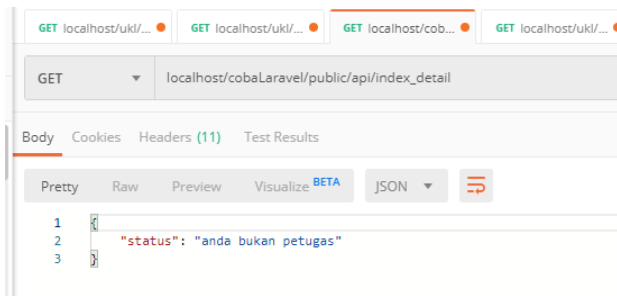 GET localhost/ukl/... GET localhost/ukl/... GET localhost/cob... GET localhost/ukl/...
GET localhost/cobaLaravel/public/api/index_detail
Body Cookies Headers (11) Test Results
Pretty Raw Preview Visualize BETA JSON
1 {
2 "status": "anda bukan petugas"
3 }